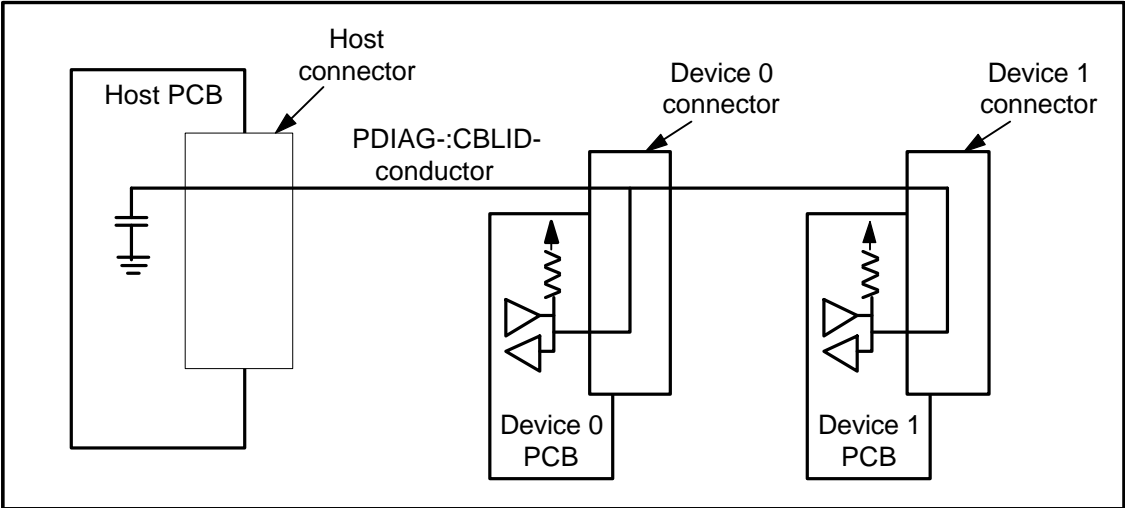 Host
connector
Host PCB
PDIAG-:CBLID-
conductor
Device 0
connector
Device 1
connector
Device 0
PCB
Device 1
PCB